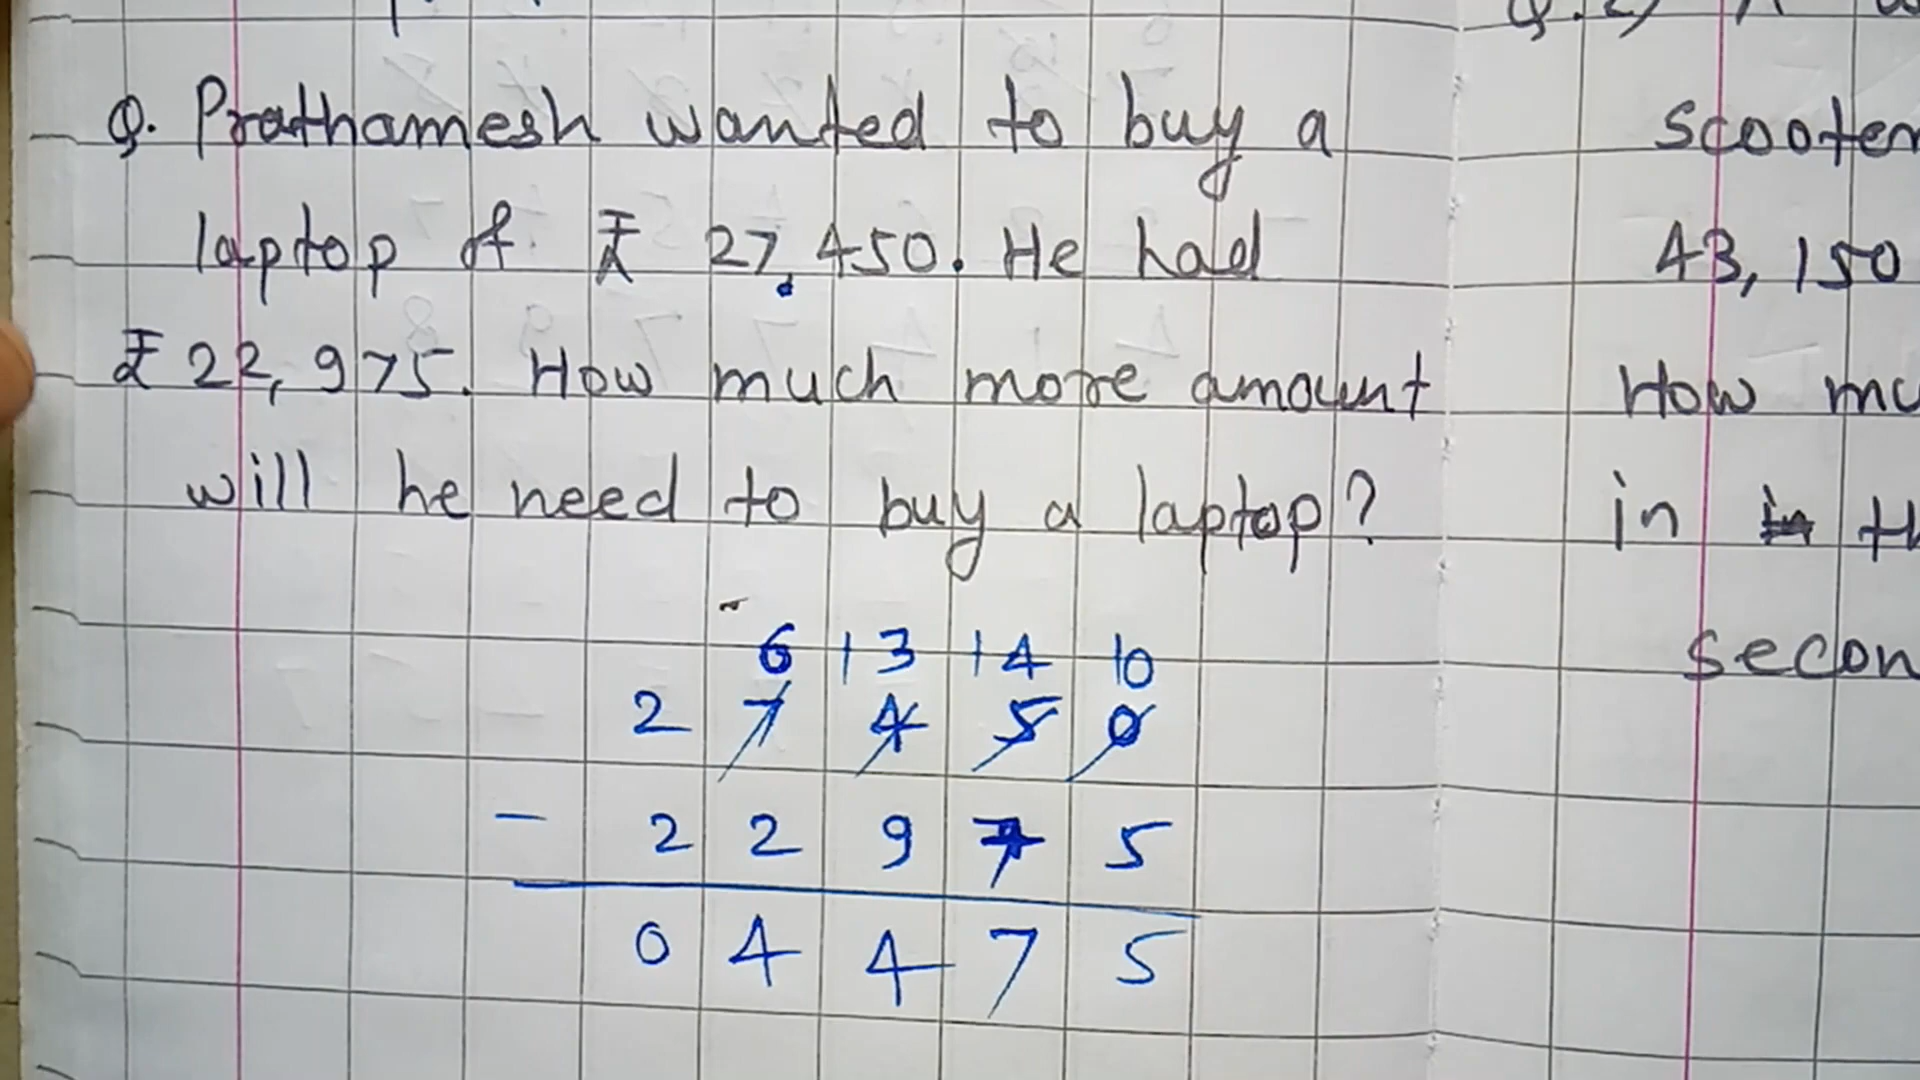 Q. Prathamesh wanted to buy a
laptop of ₹ 27,450. He had
₹ 22,975. How much more amount
will he need to buy a laptop?
6 13 14 10
2 7 4 5 0
- 2 2 9 7 5
0 4 4 7 5
scooter
43,150
How mu
in in th
secon